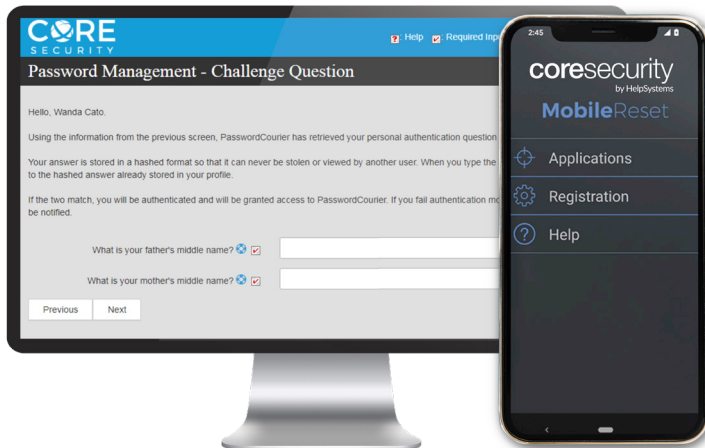 CORE
SECURITY
Help Required Inp
Password Management - Challenge Question
Hello, Wanda Cato.
Using the information from the previous screen, PasswordCourier has retrieved your personal authentication question
Your answer is stored in a hashed format so that it can never be stolen or viewed by another user. When you type the
to the hashed answer already stored in your profile.
If the two match, you will be authenticated and will be granted access to PasswordCourier. If you fail authentication mo
be notified.
What is your father's middle name?
What is your mother's middle name?
Previous Next
2:45
coresecurity
by HelpSystems
MobileReset
Applications
Registration
Help